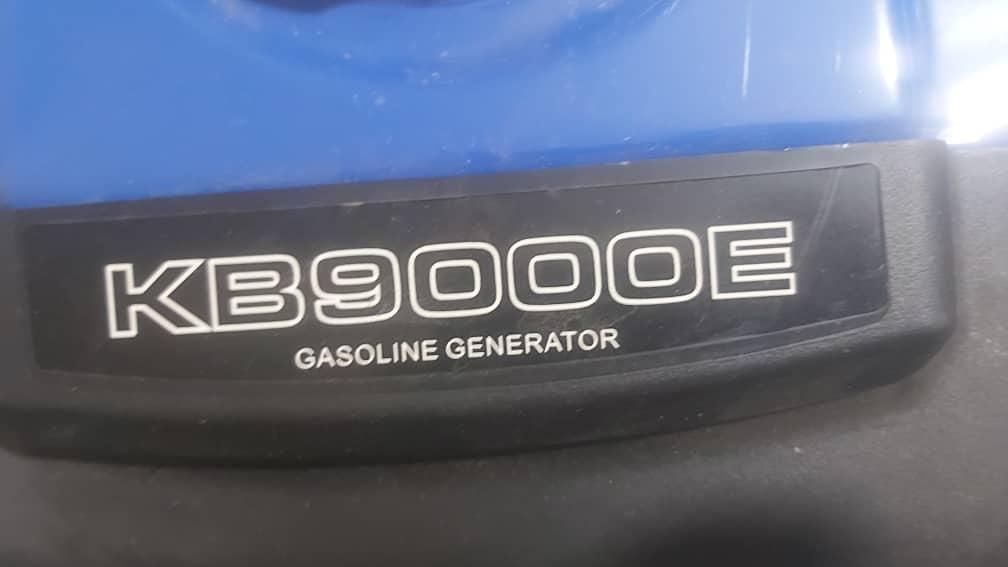 KB9000E
GASOLINE GENERATOR